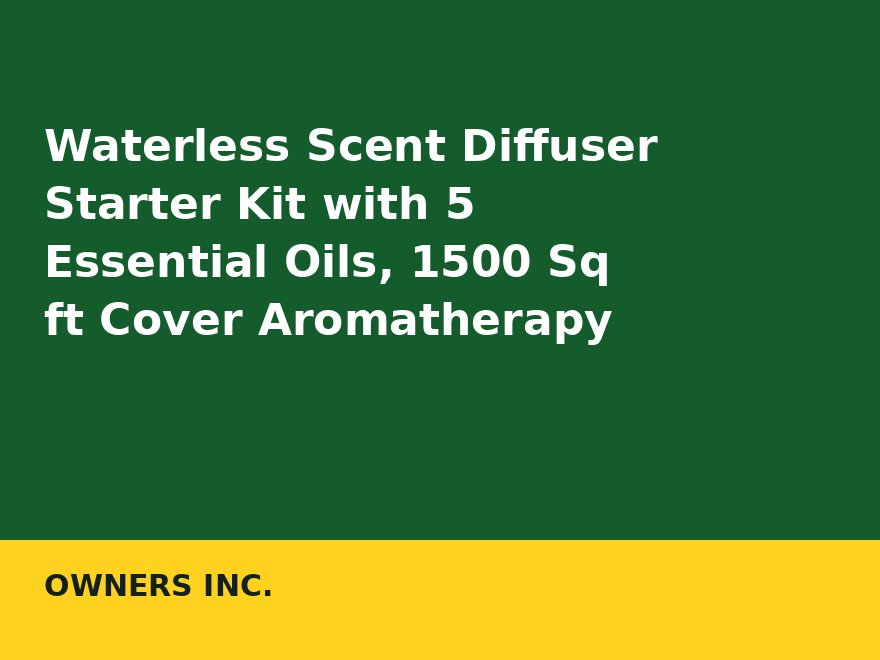 Waterless Scent Diffuser
Starter Kit with 5
Essential Oils, 1500 Sq
ft Cover Aromatherapy
OWNERS INC.